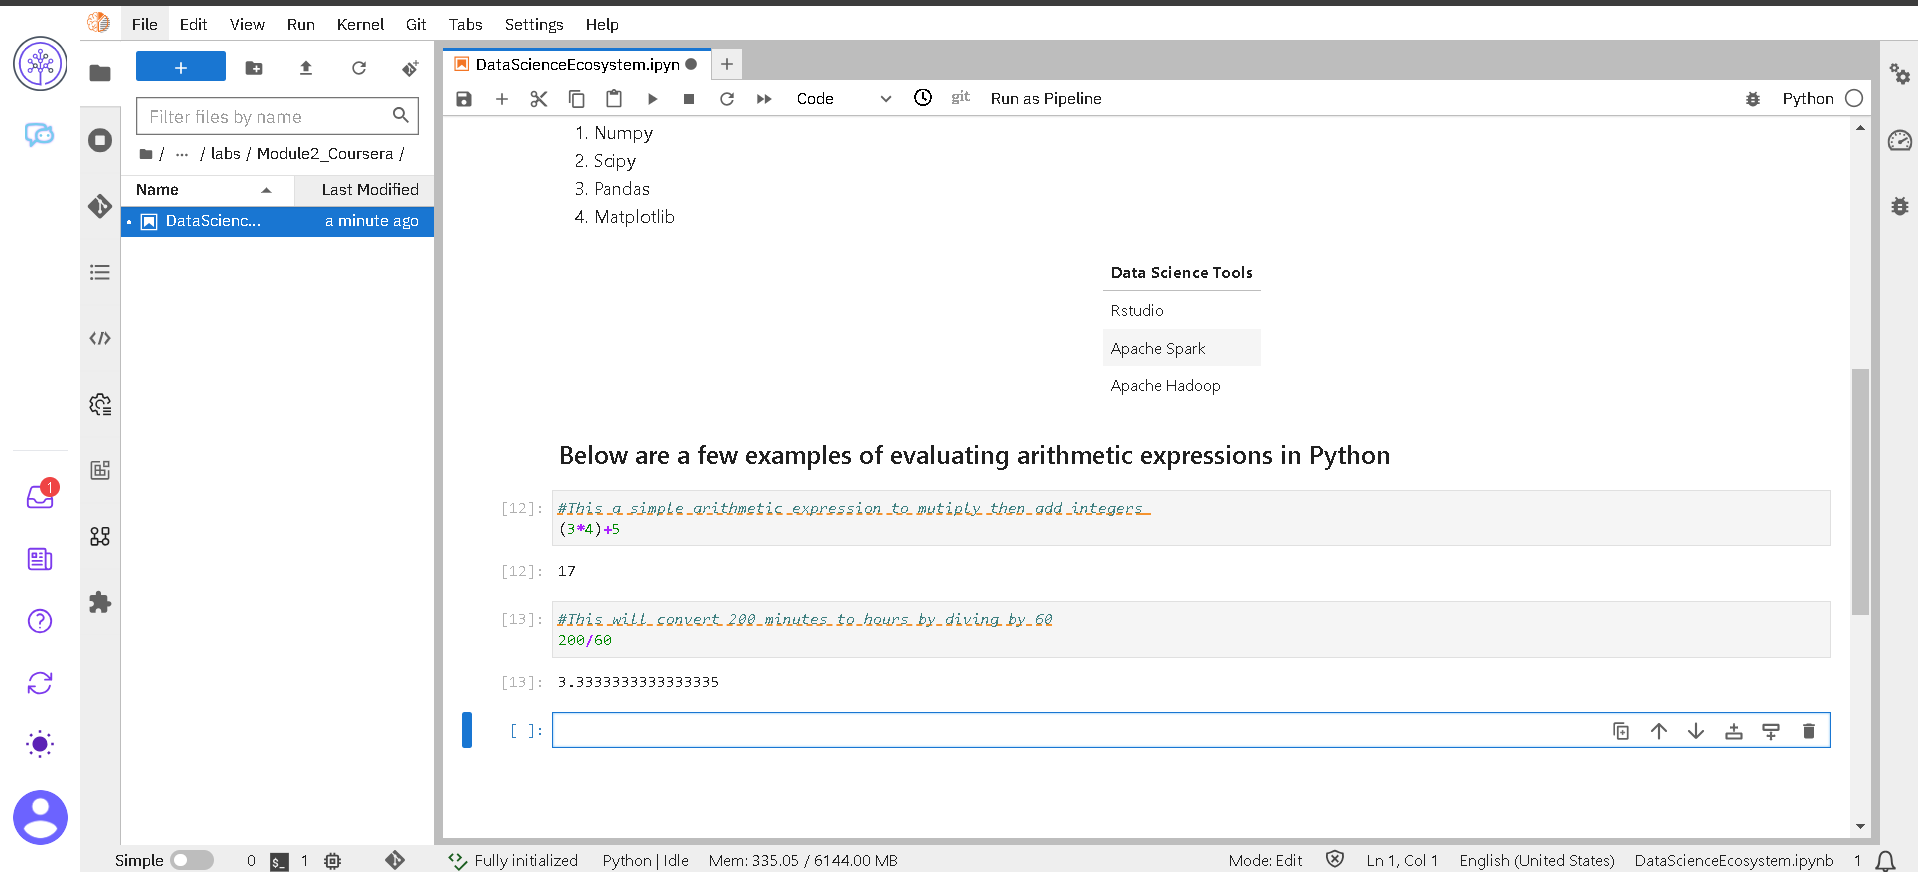 File Edit View Run Kernel Git Tabs Settings Help
+
Filter files by name
/ ... / labs / Module2_Coursera /
Name Last Modified
DataScienc... a minute ago
DataScienceEcosystem.ipyn
Code git Run as Pipeline Python
1. Numpy
2. Scipy
3. Pandas
4. Matplotlib
Data Science Tools
Rstudio
Apache Spark
Apache Hadoop
Below are a few examples of evaluating arithmetic expressions in Python
[12]: #This a simple arithmetic expression to mutiply then add integers
(3*4)+5
[12]: 17
[13]: #This will convert 200 minutes to hours by diving by 60
200/60
[13]: 3.3333333333333335
[ ]:
1
Simple 0 $_ 1 Fully initialized Python | Idle Mem: 335.05 / 6144.00 MB Mode: Edit Ln 1, Col 1 English (United States) DataScienceEcosystem.ipynb 1